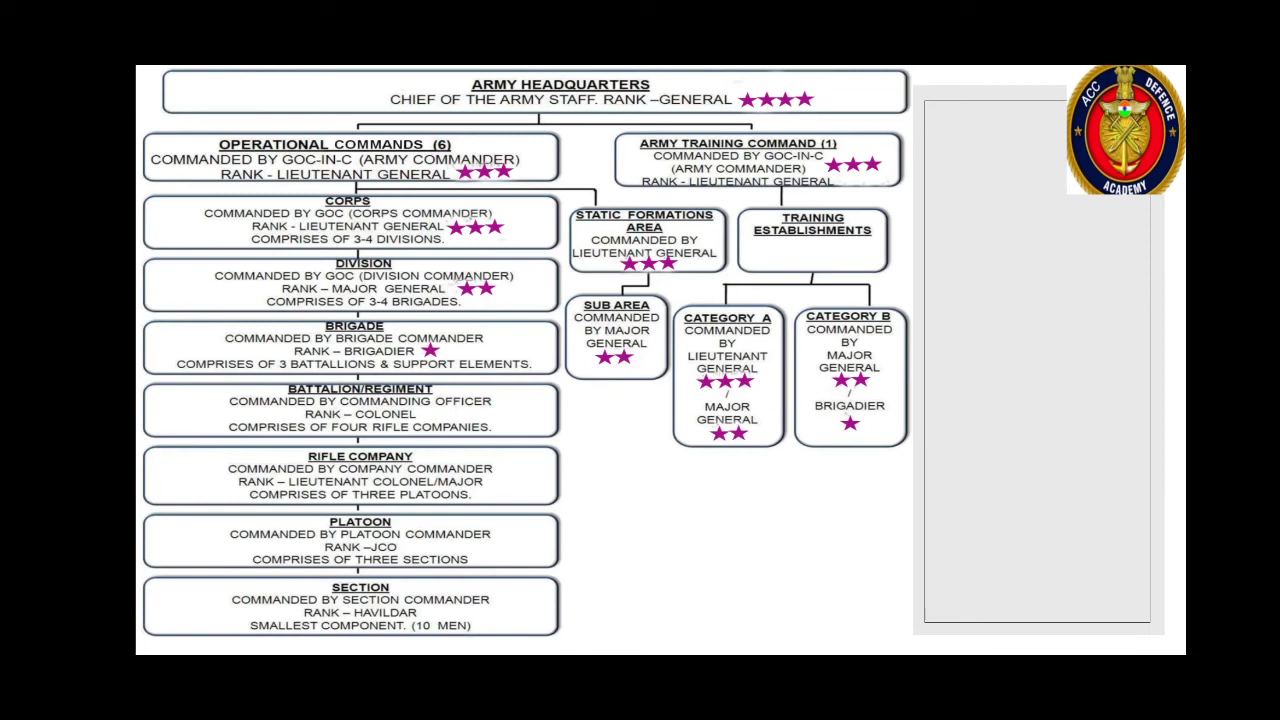 ARMY HEADQUARTERS
CHIEF OF THE ARMY STAFF. RANK –GENERAL
OPERATIONAL COMMANDS (6)
COMMANDED BY GOC-IN-C (ARMY COMMANDER)
RANK - LIEUTENANT GENERAL
ARMY TRAINING COMMAND (1)
COMMANDED BY GOC-IN-C
(ARMY COMMANDER)
RANK - LIEUTENANT GENERAL
CORPS
COMMANDED BY GOC (CORPS COMMANDER)
RANK - LIEUTENANT GENERAL
COMPRISES OF 3-4 DIVISIONS.
STATIC FORMATIONS
AREA
COMMANDED BY
LIEUTENANT GENERAL
TRAINING
ESTABLISHMENTS
DIVISION
COMMANDED BY GOC (DIVISION COMMANDER)
RANK – MAJOR GENERAL
COMPRISES OF 3-4 BRIGADES.
SUB AREA
COMMANDED
BY MAJOR
GENERAL
CATEGORY A
COMMANDED
BY
LIEUTENANT
GENERAL
/
MAJOR
GENERAL
CATEGORY B
COMMANDED
BY
MAJOR
GENERAL
/
BRIGADIER
BRIGADE
COMMANDED BY BRIGADE COMMANDER
RANK – BRIGADIER
COMPRISES OF 3 BATTALLIONS & SUPPORT ELEMENTS.
BATTALION/REGIMENT
COMMANDED BY COMMANDING OFFICER
RANK – COLONEL
COMPRISES OF FOUR RIFLE COMPANIES.
RIFLE COMPANY
COMMANDED BY COMPANY COMMANDER
RANK – LIEUTENANT COLONEL/MAJOR
COMPRISES OF THREE PLATOONS.
PLATOON
COMMANDED BY PLATOON COMMANDER
RANK –JCO
COMPRISES OF THREE SECTIONS
SECTION
COMMANDED BY SECTION COMMANDER
RANK – HAVILDAR
SMALLEST COMPONENT. (10 MEN)
ACC DEFENCE
ACADEMY